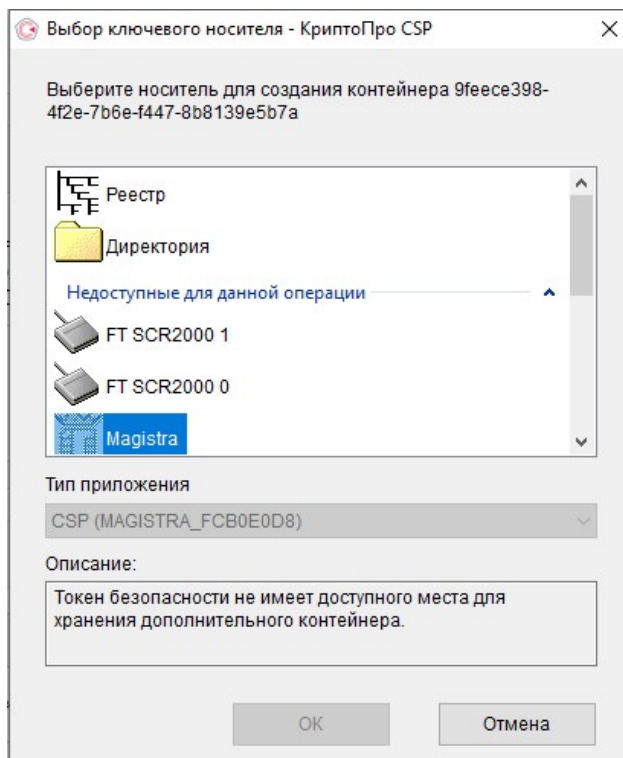 Выбор ключевого носителя - КриптоПро CSP
Выберите носитель для создания контейнера 9feece398-
4f2e-7b6e-f447-8b8139e5b7a
Реестр
Директория
Недоступные для данной операции
FT SCR2000 1
FT SCR2000 0
Magistra
Тип приложения
CSP (MAGISTRA_FCB0E0D8)
Описание:
Токен безопасности не имеет доступного места для
хранения дополнительного контейнера.
ОК
Отмена